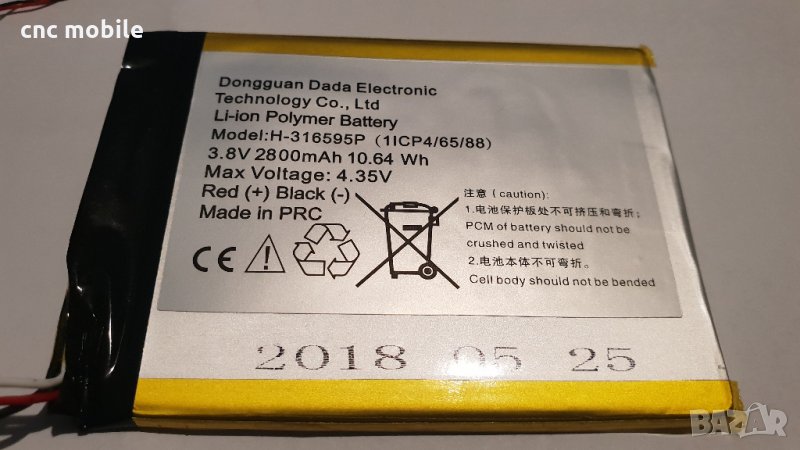 cnc mobile
Dongguan Dada Electronic
Technology Co., Ltd
Li-ion Polymer Battery
Model:H-316595P（1ICP4/65/88）
3.8V 2800mAh 10.64 Wh
Max Voltage: 4.35V
Red (+) Black (-)
Made in PRC
CE
注意（caution):
1.电池保护板处不可挤压和弯折;
PCM of battery should not be
crushed and twisted
2.电池本体不可弯折。
Cell body should not be bending
2018 05 25
BAZAR